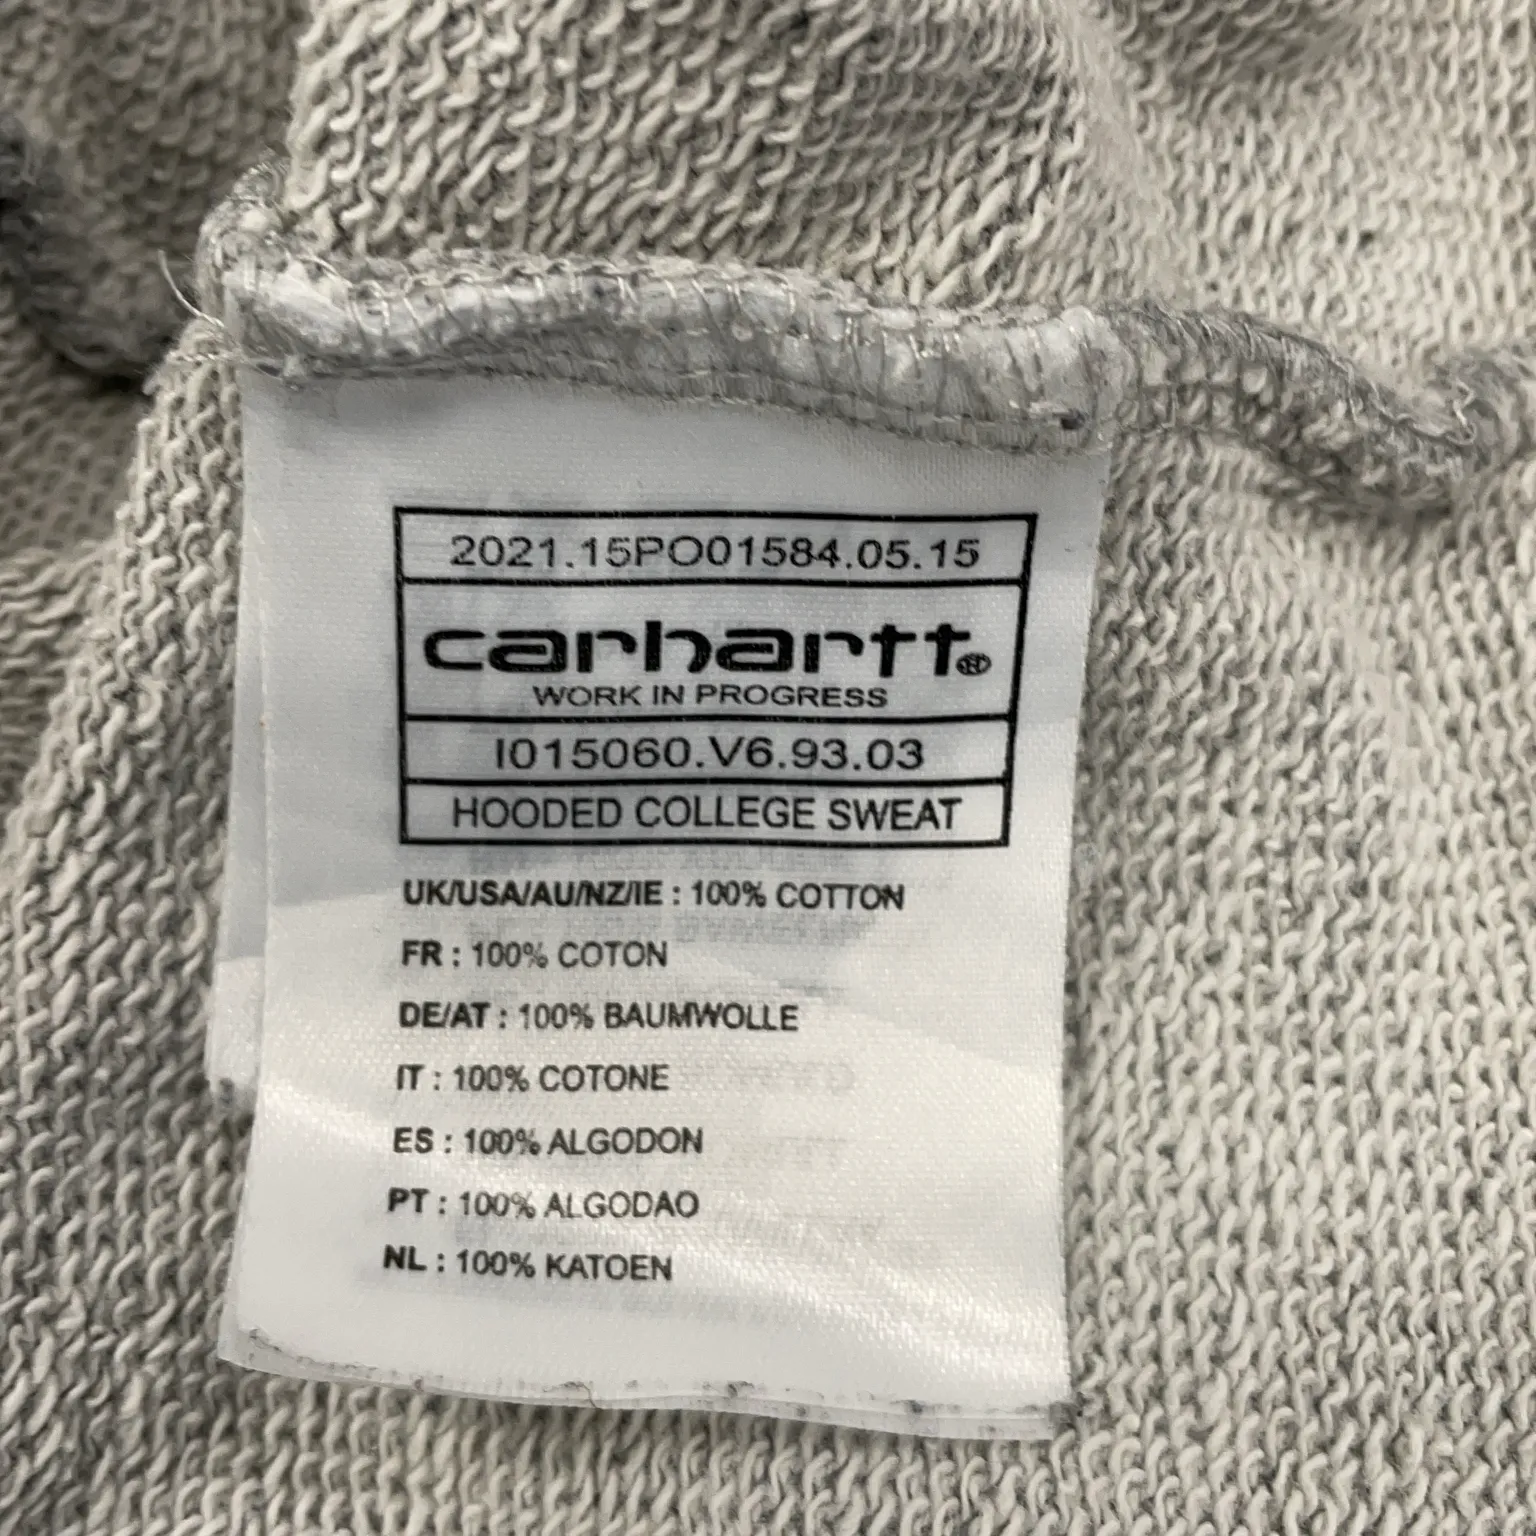 2021.15PO01584.05.15
carhartt®
WORK IN PROGRESS
I015060.V6.93.03
HOODED COLLEGE SWEAT
UK/USA/AU/NZ/IE : 100% COTTON
FR : 100% COTON
DE/AT : 100% BAUMWOLLE
IT : 100% COTONE
ES : 100% ALGODON
PT : 100% ALGODAO
NL : 100% KATOEN